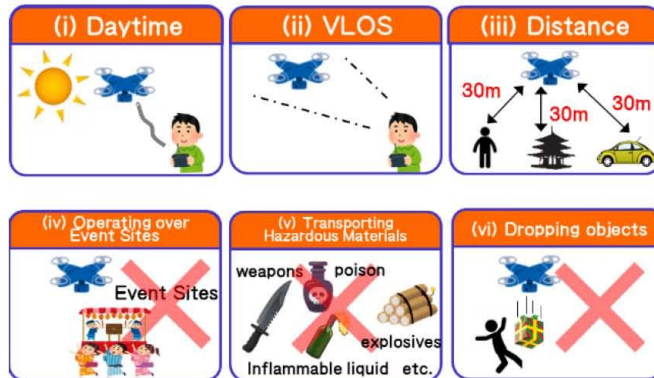 (i) Daytime
(ii) VLOS
(iii) Distance
30m
30m
30m
(iv) Operating over
Event Sites
Event Sites
(v) Transporting
Hazardous Materials
weapons
poison
explosives
Inflammable liquid etc.
(vi) Dropping objects